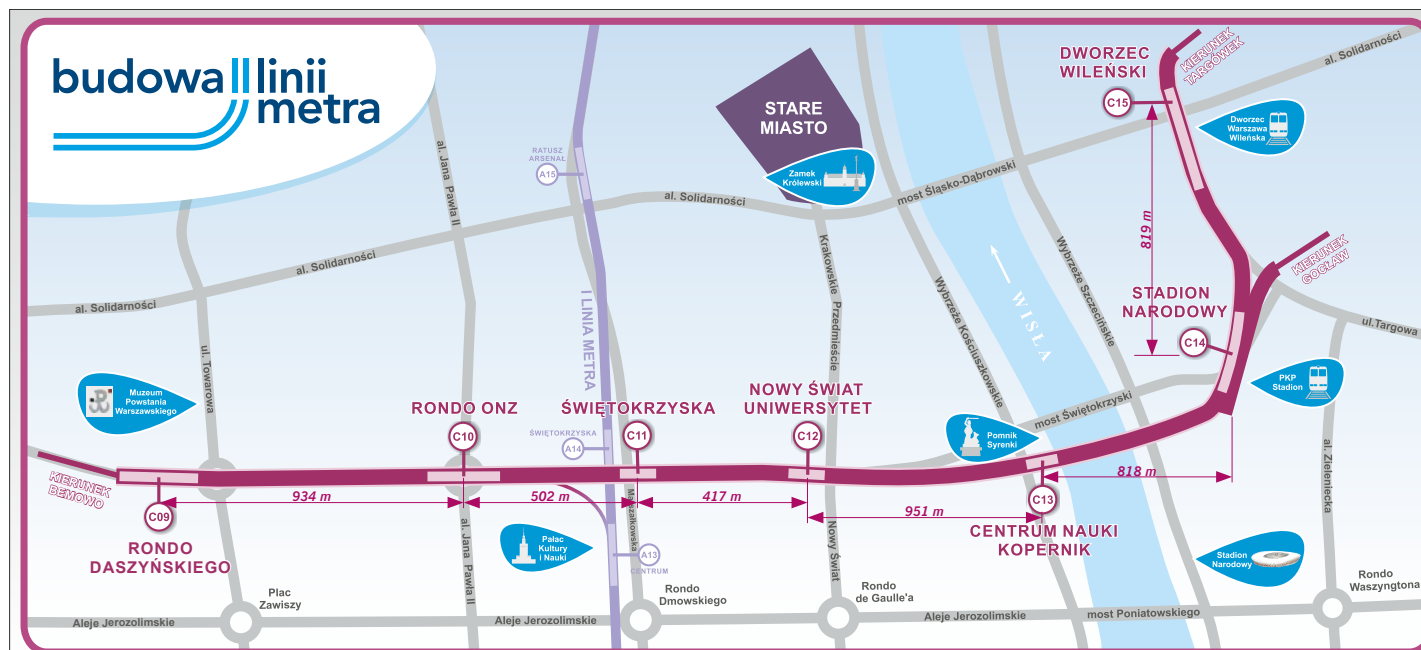 budowa II linii
metra
DWORZEC
WILEŃSKI
KIERUNEK
TARGÓWEK
al. Solidarności
C15
STARE
MIASTO
Dworzec
Warszawa
Wileńska
al. Jana Pawła II
RATUSZ
ARSENAŁ
A15
Zamek
Królewski
most Śląsko-Dąbrowski
al. Solidarności
819 m
Krakowskie Przedmieście
Wybrzeże Kościuszkowskie
Wybrzeże Szczecińskie
WISŁA
KIERUNEK
GOCŁAW
al. Solidarności
al. Solidarności
I LINIA METRA
STADION
NARODOWY
ul.Targowa
C14
ul. Towarowa
Muzeum
Powstania
Warszawskiego
PKP
Stadion
RONDO ONZ
ŚWIĘTOKRZYSKA
NOWY ŚWIAT
UNIWERSYTET
most Świętokrzyski
C10
ŚWIĘTOKRZYSKA
A14
C11
C12
Pomnik
Syrenki
al. Zieleniecka
KIERUNEK
BEMOWO
818 m
934 m
502 m
417 m
951 m
C09
C13
Marszałkowska
RONDO
DASZYŃSKIEGO
CENTRUM NAUKI
KOPERNIK
Pałac
Kultury
i Nauki
A13
CENTRUM
al. Jana Pawła II
Nowy Świat
Stadion
Narodowy
Plac
Zawiszy
Rondo
Dmowskiego
Rondo
de Gaulle'a
Rondo
Waszyngtona
Aleje Jerozolimskie
Aleje Jerozolimskie
Aleje Jerozolimskie
most Poniatowskiego